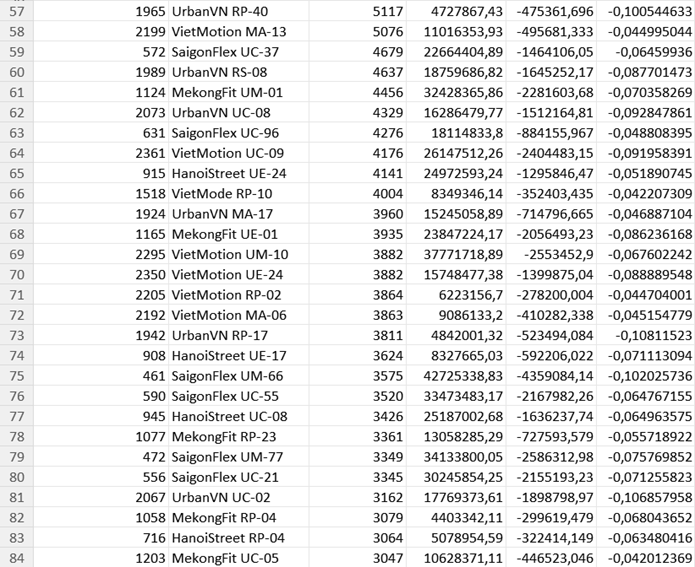 57 1965 UrbanVN RP-40 5117 4727867,43 -475361,696 -0,100544633
58 2199 VietMotion MA-13 5076 11016353,93 -495681,333 -0,044995044
59 572 SaigonFlex UC-37 4679 22664404,89 -1464106,05 -0,06459936
60 1989 UrbanVN RS-08 4637 18759686,82 -1645252,17 -0,087701473
61 1124 MekongFit UM-01 4456 32428365,86 -2281603,68 -0,070358269
62 2073 UrbanVN UC-08 4329 16286479,77 -1512164,81 -0,092847861
63 631 SaigonFlex UC-96 4276 18114833,8 -884155,967 -0,048808395
64 2361 VietMotion UC-09 4176 26147512,26 -2404483,15 -0,091958391
65 915 HanoiStreet UE-24 4141 24972593,24 -1295846,47 -0,051890745
66 1518 VietMode RP-10 4004 8349346,14 -352403,435 -0,042207309
67 1924 UrbanVN MA-17 3960 15245058,89 -714796,665 -0,046887104
68 1165 MekongFit UE-01 3935 23847224,17 -2056493,23 -0,086236168
69 2295 VietMotion UM-10 3882 37771718,89 -2553452,9 -0,067602242
70 2350 VietMotion UE-24 3882 15748477,38 -1399875,04 -0,088889548
71 2205 VietMotion RP-02 3864 6223156,7 -278200,004 -0,044704001
72 2192 VietMotion MA-06 3863 9086133,2 -410282,338 -0,045154779
73 1942 UrbanVN RP-17 3811 4842001,32 -523494,084 -0,10811523
74 908 HanoiStreet UE-17 3624 8327665,03 -592206,022 -0,071113094
75 461 SaigonFlex UM-66 3575 42725338,83 -4359084,14 -0,102025736
76 590 SaigonFlex UC-55 3520 33473483,17 -2167982,26 -0,064767155
77 945 HanoiStreet UC-08 3426 25187002,68 -1636237,74 -0,064963575
78 1077 MekongFit RP-23 3361 13058285,29 -727593,579 -0,055718922
79 472 SaigonFlex UM-77 3349 34133800,05 -2586312,98 -0,075769852
80 556 SaigonFlex UC-21 3345 30245854,25 -2155193,23 -0,071255823
81 2067 UrbanVN UC-02 3162 17769373,61 -1898798,97 -0,106857958
82 1058 MekongFit RP-04 3079 4403342,11 -299619,479 -0,068043652
83 716 HanoiStreet RP-04 3064 5078954,59 -322414,149 -0,063480416
84 1203 MekongFit UC-05 3047 10628371,11 -446523,046 -0,042012369